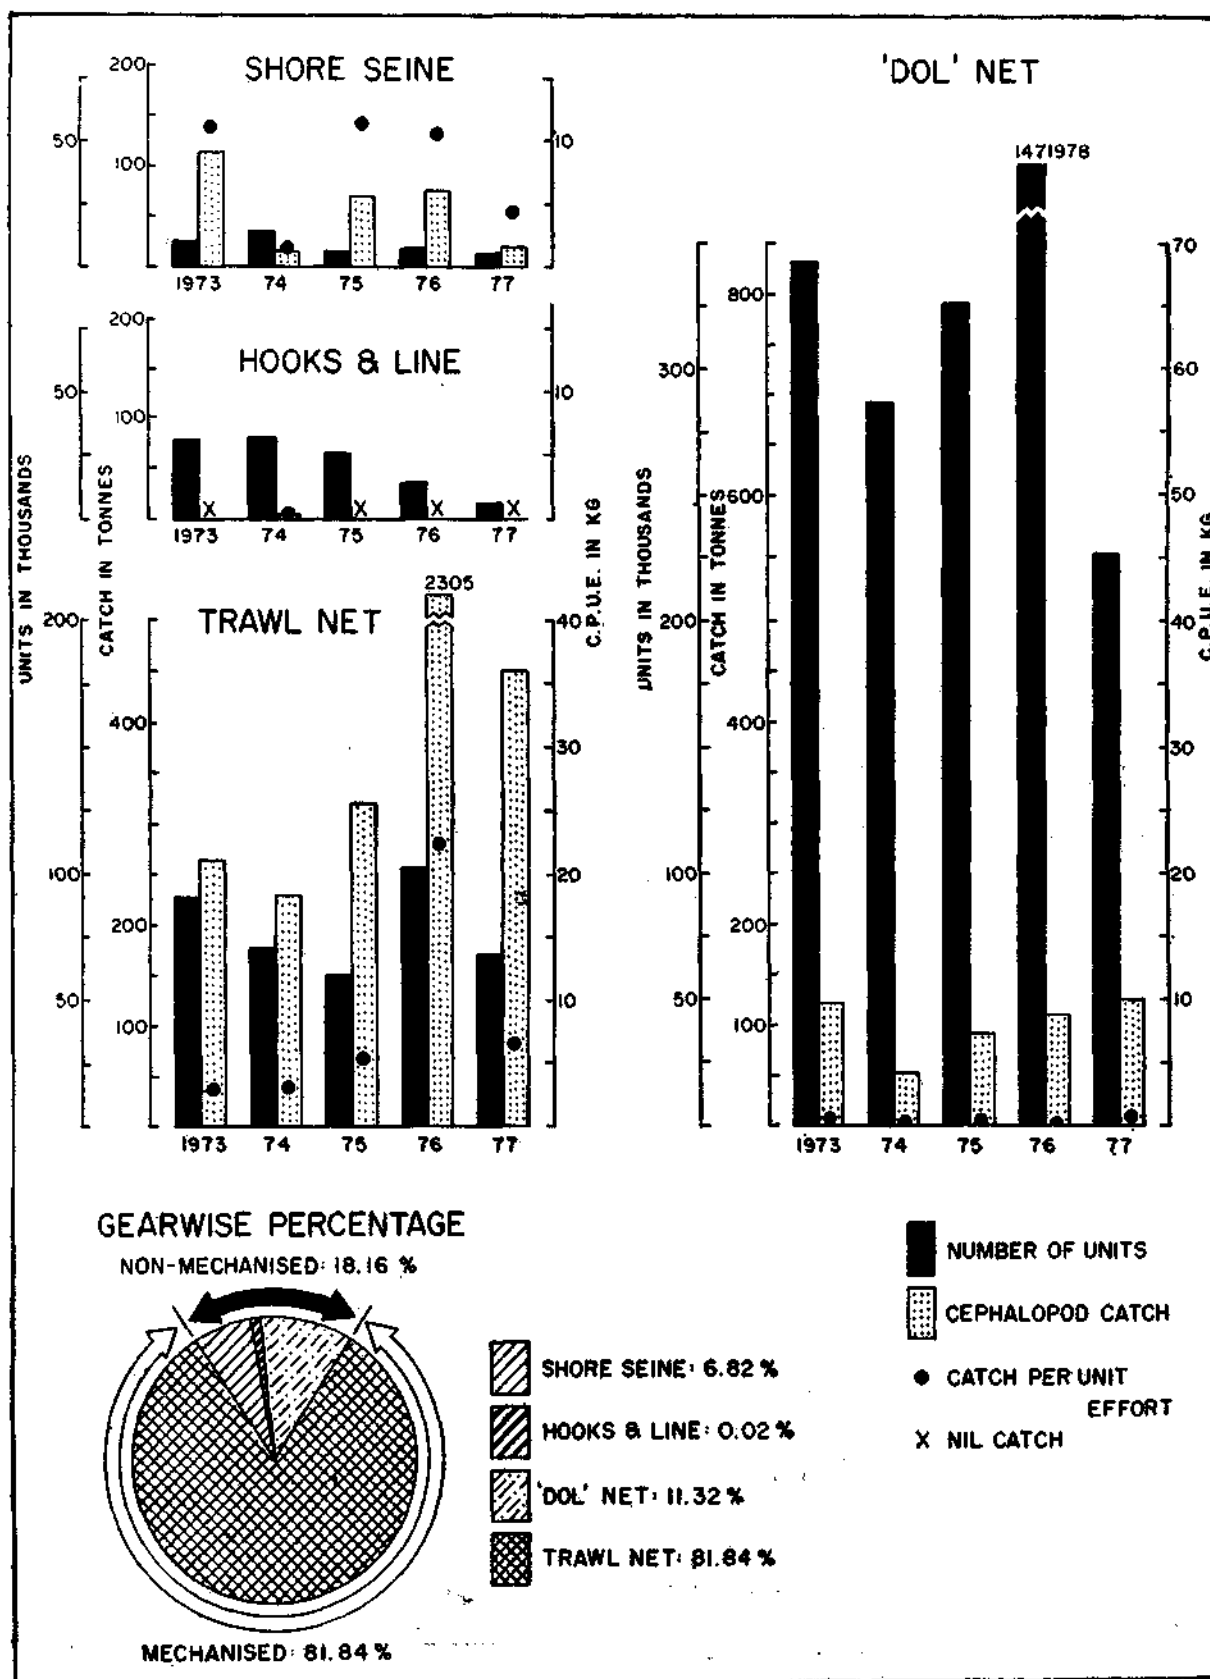 SHORE SEINE
200
100
50
10
1973 74 75 76 77
HOOKS & LINE
200
100
50
10
1973 74 75 76 77
UNITS IN THOUSANDS
CATCH IN TONNES
C.P.U.E. IN KG
TRAWL NET
2305
200
100
50
400
200
100
40
30
20
10
1973 74 75 76 77
'DOL' NET
1471978
UNITS IN THOUSANDS
CATCH IN TONNES
C.P.U.E. IN KG
300
200
100
50
800
600
400
200
100
70
60
50
40
30
20
10
1973 74 75 76 77
GEARWISE PERCENTAGE
NON-MECHANISED: 18.16 %
MECHANISED: 81.84 %
SHORE SEINE: 6.82 %
HOOKS & LINE: 0.02 %
'DOL' NET: 11.32 %
TRAWL NET: 81.84 %
NUMBER OF UNITS
CEPHALOPOD CATCH
CATCH PER UNIT
EFFORT
X NIL CATCH